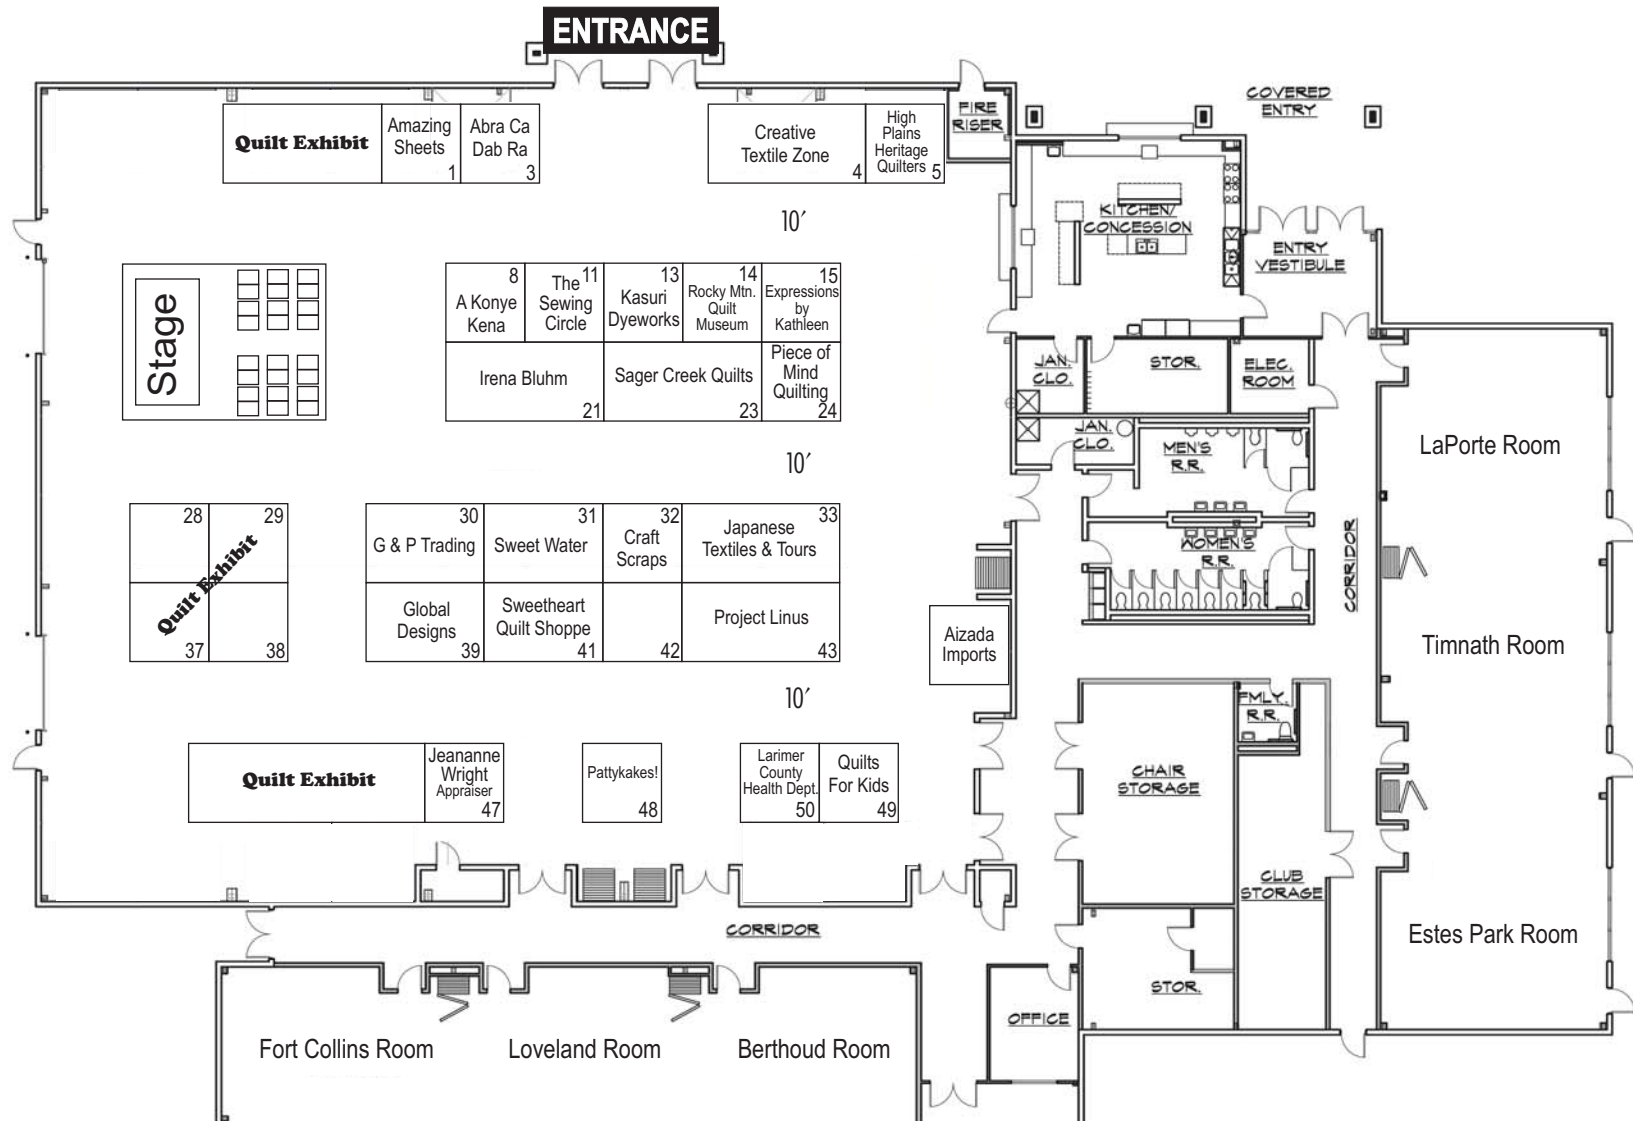 ENTRANCE
COVERED
ENTRY
FIRE
RISER
Quilt Exhibit
Amazing
Sheets
1
Abra Ca
Dab Ra
3
Creative
Textile Zone
4
High
Plains
Heritage
Quilters
5
KITCHEN/
CONCESSION
ENTRY
VESTIBULE
10′
Stage
8
A Konye
Kena
11
The
Sewing
Circle
13
Kasuri
Dyeworks
14
Rocky Mtn.
Quilt
Museum
15
Expressions
by
Kathleen
Irena Bluhm
21
Sager Creek Quilts
23
Piece of
Mind
Quilting
24
JAN.
CLO.
STOR.
ELEC.
ROOM
JAN.
CLO.
MEN'S
R.R.
LaPorte Room
10′
28
29
Quilt Exhibit
37
38
30
G & P Trading
31
Sweet Water
32
Craft
Scraps
33
Japanese
Textiles & Tours
WOMEN'S
R.R.
CORRIDOR
Global
Designs
39
Sweetheart
Quilt Shoppe
41
42
Project Linus
43
Aizada
Imports
Timnath Room
10′
FMLY.
R.R.
Quilt Exhibit
Jeananne
Wright
Appraiser
47
Pattykakes!
48
Larimer
County
Health Dept.
50
Quilts
For Kids
49
CHAIR
STORAGE
CLUB
STORAGE
CORRIDOR
Estes Park Room
STOR.
OFFICE
Fort Collins Room
Loveland Room
Berthoud Room